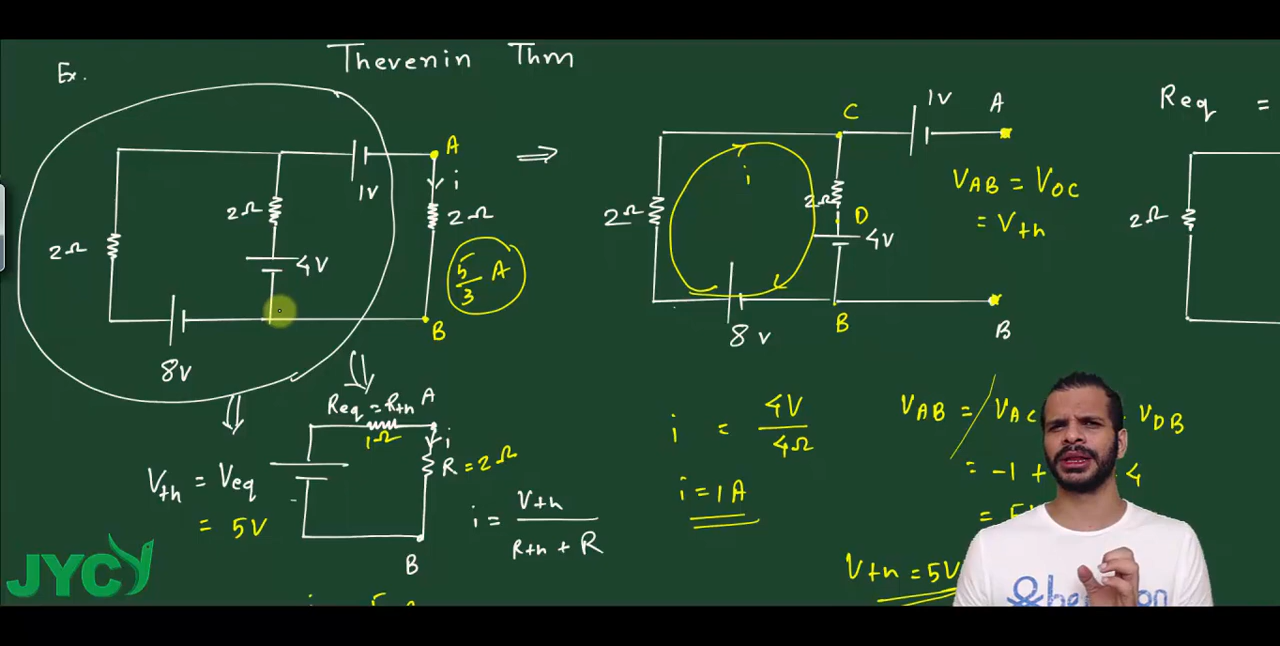 Thevenin Thm
Ex.
1V
A
i
2Ω
2Ω
2Ω
4V
5/3 A
8V
B
⇒
C
1V
A
i
2Ω
2Ω
D
4V
8V
B
B
VAB = VOC
= Vth
Req =
2Ω
Req = Rth
A
1Ω
i
R = 2Ω
B
Vth = Veq
= 5V
i = Vth / (Rth + R)
i = 4V / 4Ω
i = 1A
VAB = VAC VDB
= -1 + 4
=
Vth = 5V
JYC